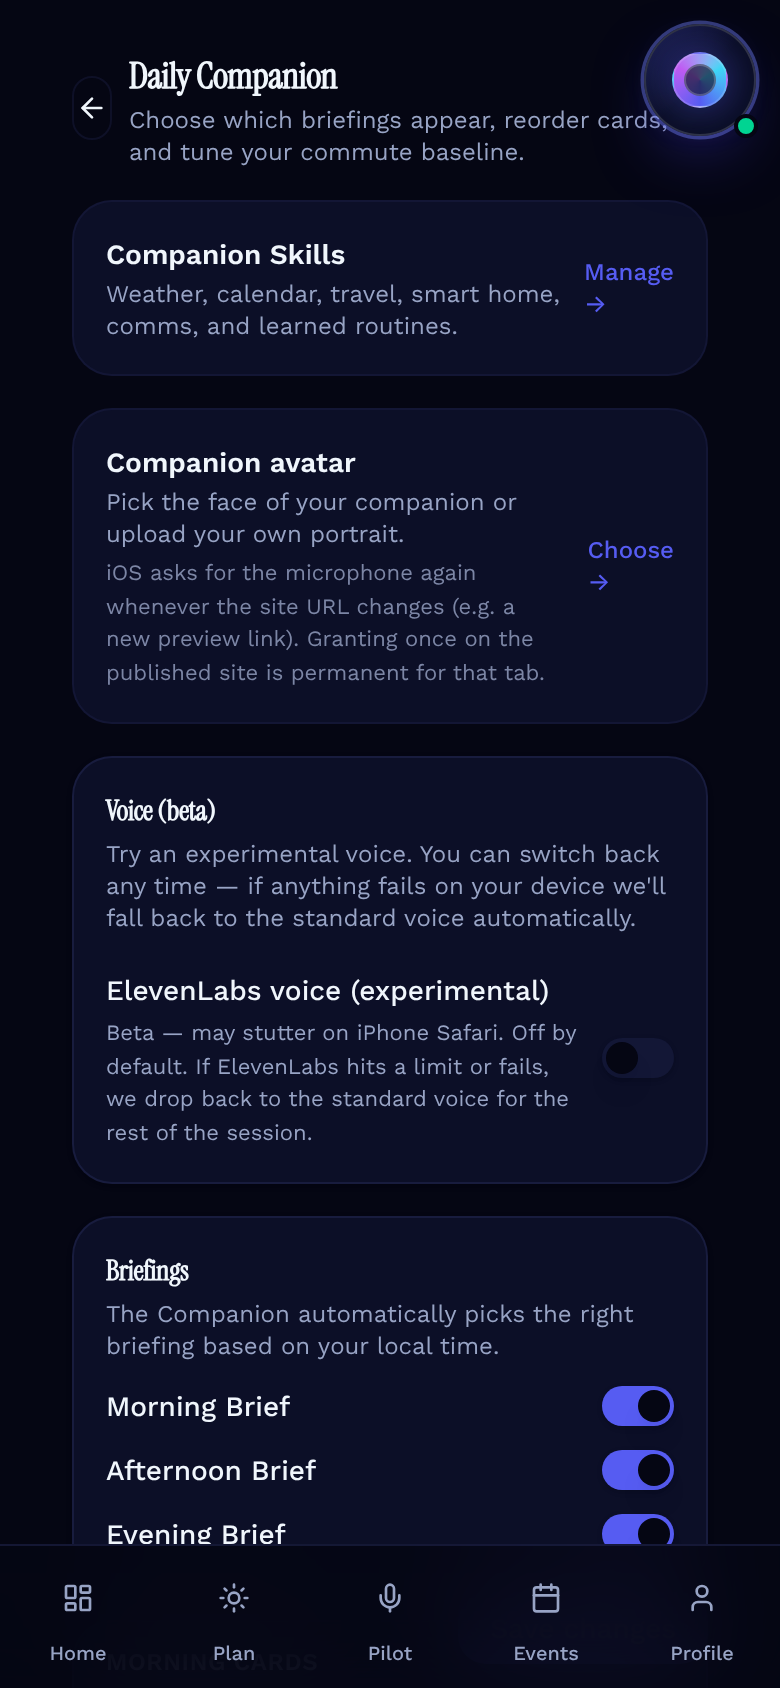 Daily Companion
Choose which briefings appear, reorder cards,
and tune your commute baseline.
Companion Skills
Weather, calendar, travel, smart home,
comms, and learned routines.
Manage
→
Companion avatar
Pick the face of your companion or
upload your own portrait.
iOS asks for the microphone again
whenever the site URL changes (e.g. a
new preview link). Granting once on the
published site is permanent for that tab.
Choose
→
Voice (beta)
Try an experimental voice. You can switch back
any time — if anything fails on your device we'll
fall back to the standard voice automatically.
ElevenLabs voice (experimental)
Beta — may stutter on iPhone Safari. Off by
default. If ElevenLabs hits a limit or fails,
we drop back to the standard voice for the
rest of the session.
Briefings
The Companion automatically picks the right
briefing based on your local time.
Morning Brief
Afternoon Brief
Evening Brief
Home
Plan
Pilot
Events
Profile
MORNING CARDS